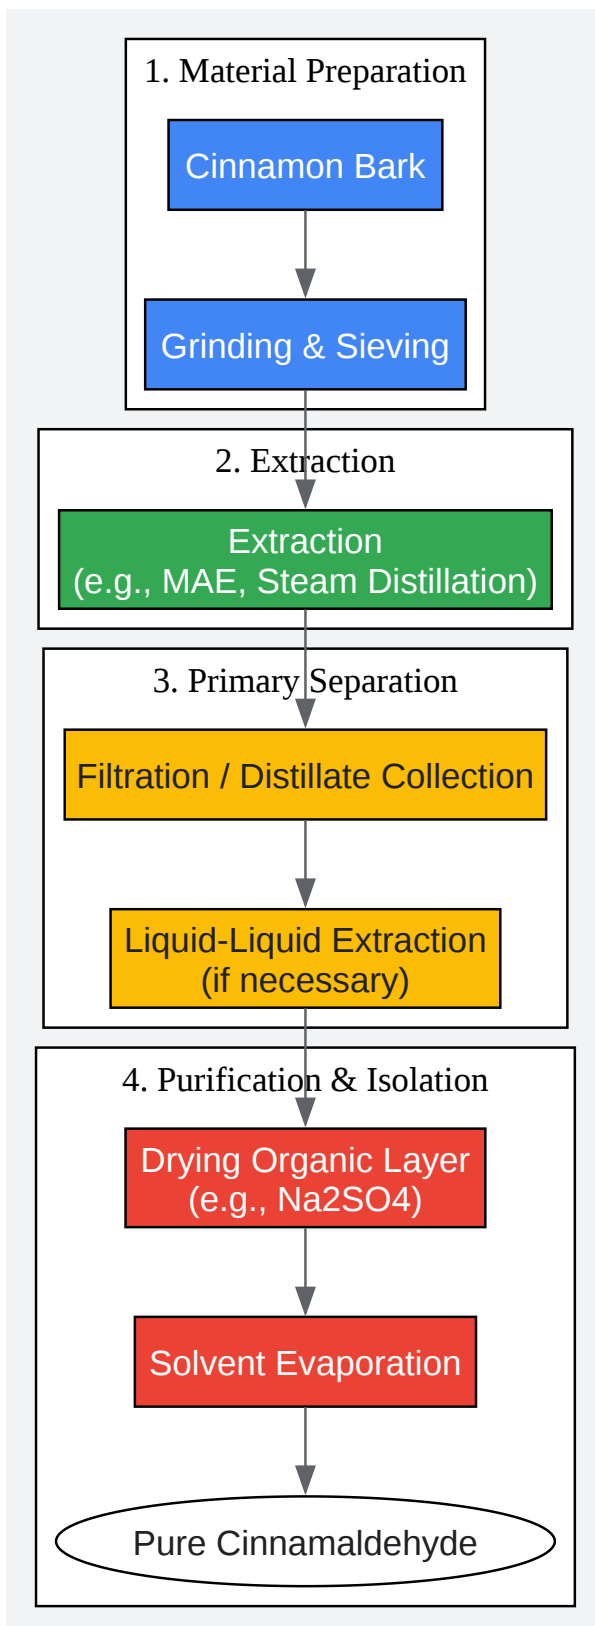 1. Material Preparation
Cinnamon Bark
Grinding & Sieving
2. Extraction
Extraction
(e.g., MAE, Steam Distillation)
3. Primary Separation
Filtration / Distillate Collection
Liquid-Liquid Extraction
(if necessary)
4. Purification & Isolation
Drying Organic Layer
(e.g., Na2SO4)
Solvent Evaporation
Pure Cinnamaldehyde